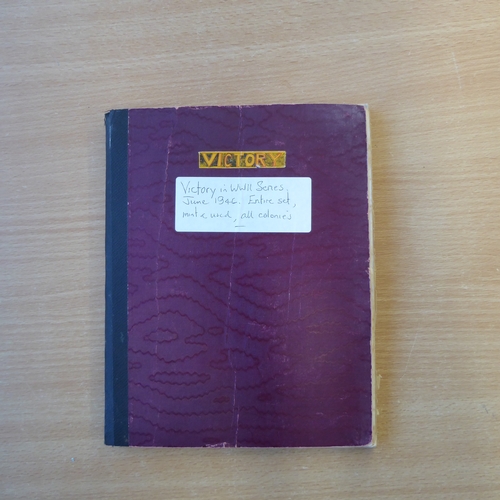 VICTORY
Victory in WWII Series.
June 1946. Entire set,
mint & used, all colonies